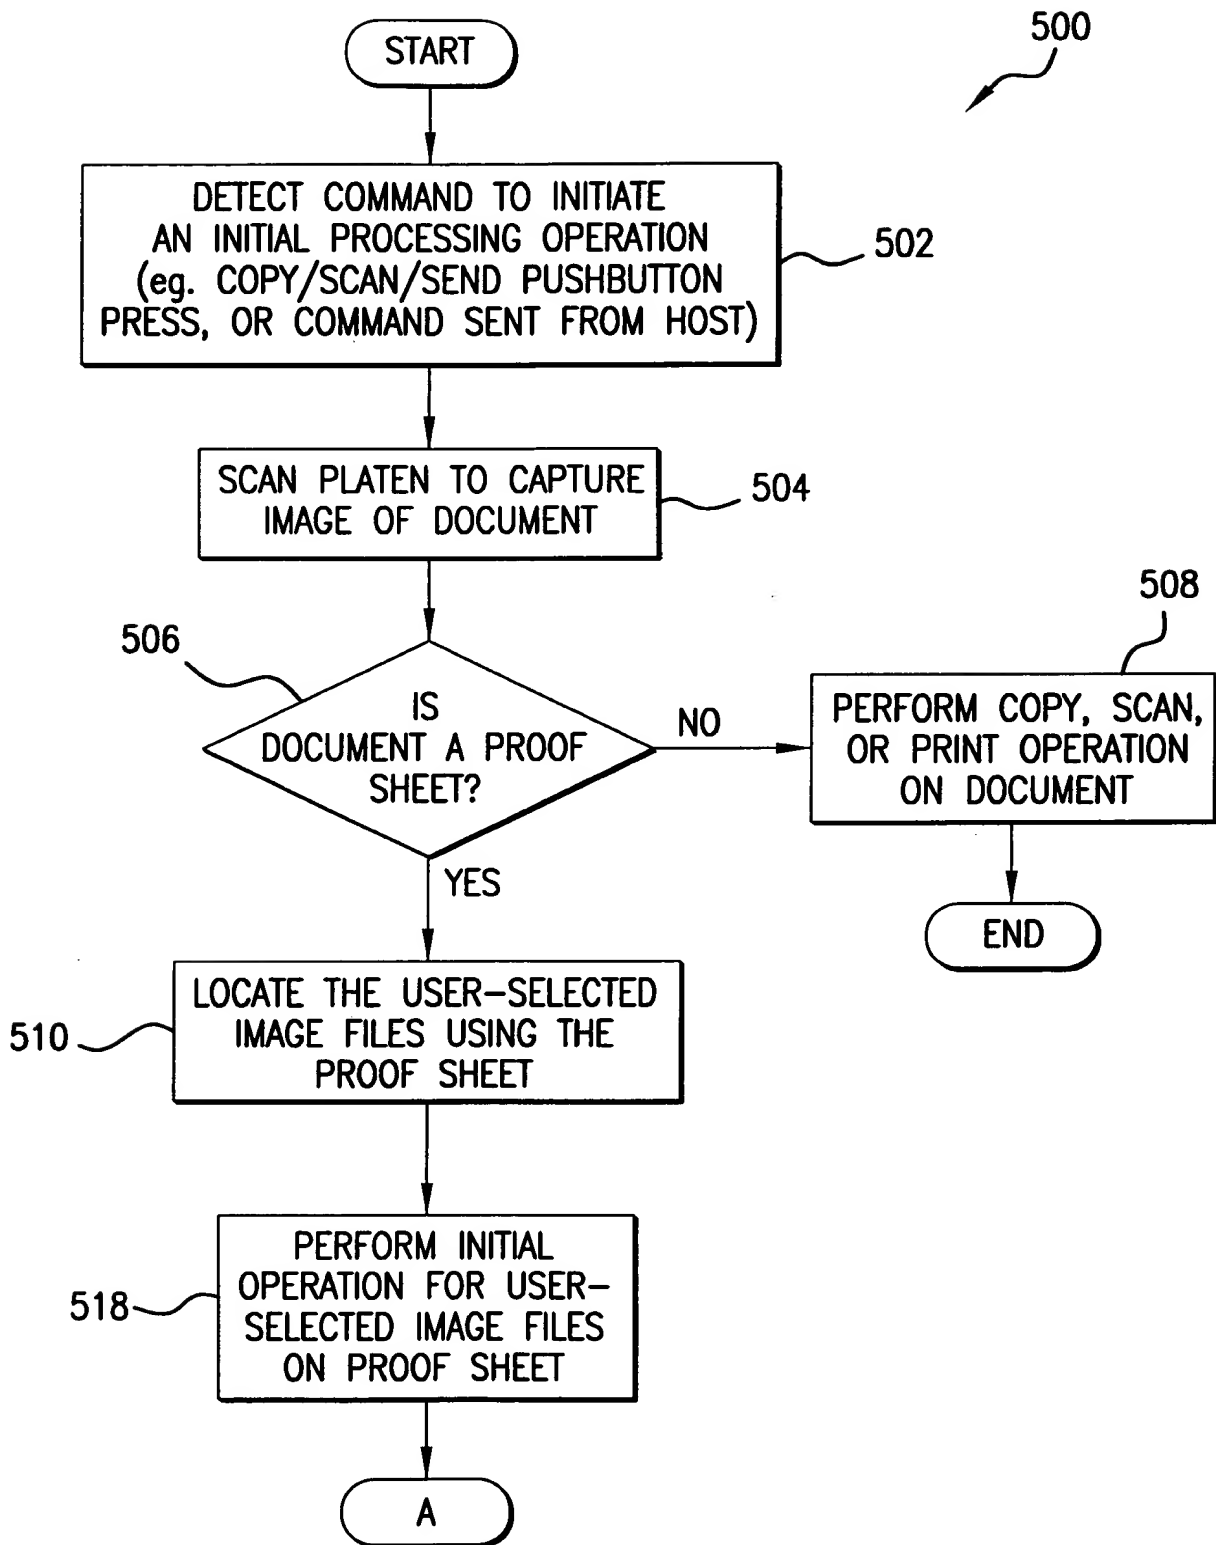 START
500
DETECT COMMAND TO INITIATE
AN INITIAL PROCESSING OPERATION
(eg. COPY/SCAN/SEND PUSHBUTTON
PRESS, OR COMMAND SENT FROM HOST)
502
SCAN PLATEN TO CAPTURE
IMAGE OF DOCUMENT
504
506
IS
DOCUMENT A PROOF
SHEET?
NO
508
PERFORM COPY, SCAN,
OR PRINT OPERATION
ON DOCUMENT
END
YES
510
LOCATE THE USER-SELECTED
IMAGE FILES USING THE
PROOF SHEET
518
PERFORM INITIAL
OPERATION FOR USER-
SELECTED IMAGE FILES
ON PROOF SHEET
A